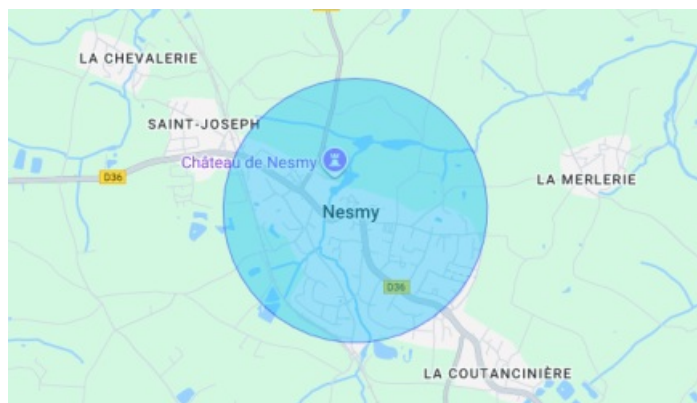 LA CHEVALERIE
SAINT-JOSEPH
Château de Nesmy
D36
LA MERLERIE
Nesmy
D36
LA COUTANCINIÈRE